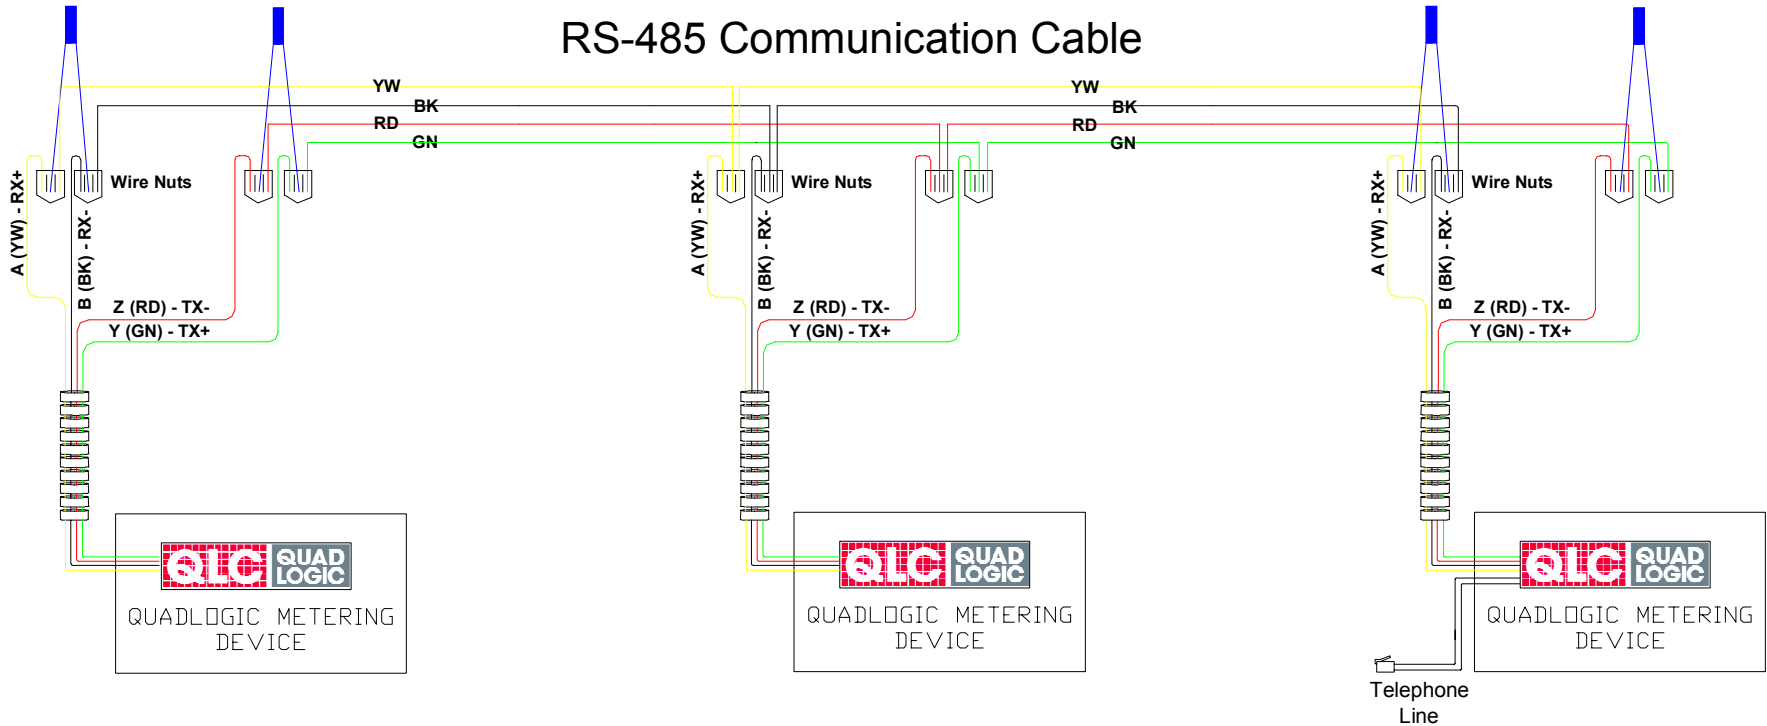 RS-485 Communication Cable
YW
BK
RD
GN
YW
BK
RD
GN
Wire Nuts
Wire Nuts
Wire Nuts
A (YW) - RX+
B (BK) - RX-
Z (RD) - TX-
Y (GN) - TX+
A (YW) - RX+
B (BK) - RX-
Z (RD) - TX-
Y (GN) - TX+
A (YW) - RX+
B (BK) - RX-
Z (RD) - TX-
Y (GN) - TX+
QLC QUAD
LOGIC
QUADLOGIC METERING
DEVICE
QLC QUAD
LOGIC
QUADLOGIC METERING
DEVICE
QLC QUAD
LOGIC
QUADLOGIC METERING
DEVICE
Telephone
Line